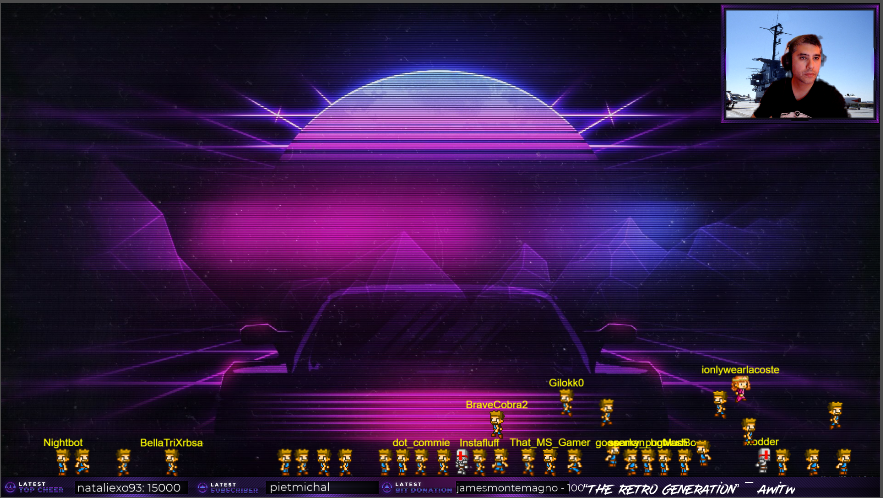 ionlywearlacoste
Gilokk0
BraveCobra2
Nightbot
BellaTriXrbsa
dot_commie
Instafluff
That_MS_Gamer
LATEST TOP CHEER
nataliexo93: 15000
LATEST SUBSCRIBER
pietmichal
LATEST BIT DONATION
jamesmontemagno - 100
"THE RETRO GENERATION" - AWITW